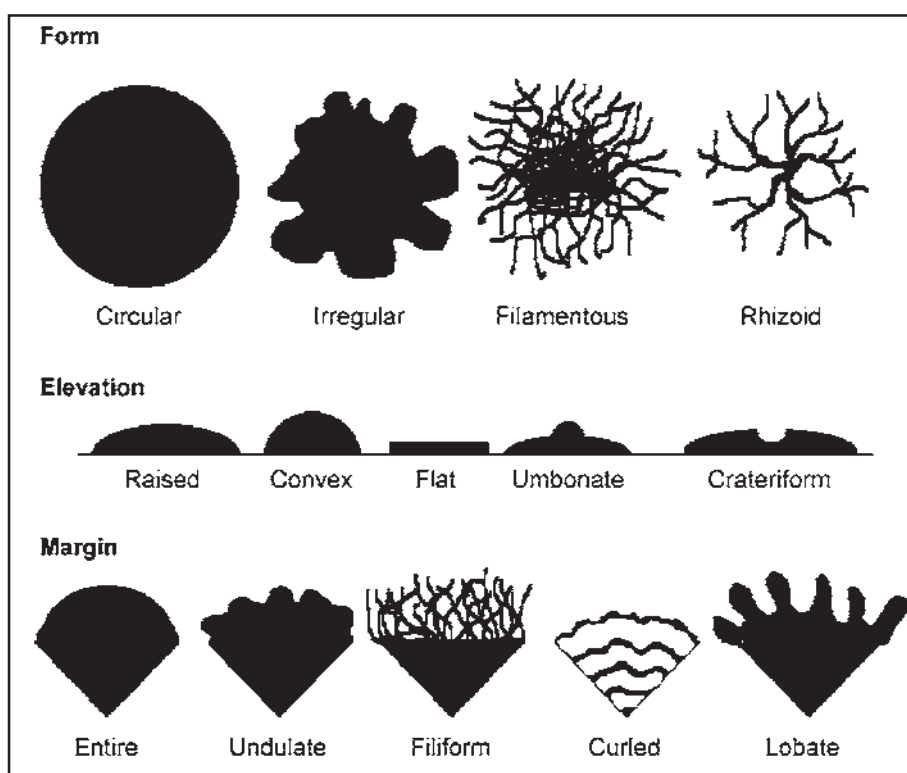 Form
Circular Irregular Filamentous Rhizoid
Elevation
Raised Convex Flat Umbonate Crateriform
Margin
Entire Undulate Filiform Curled Lobate